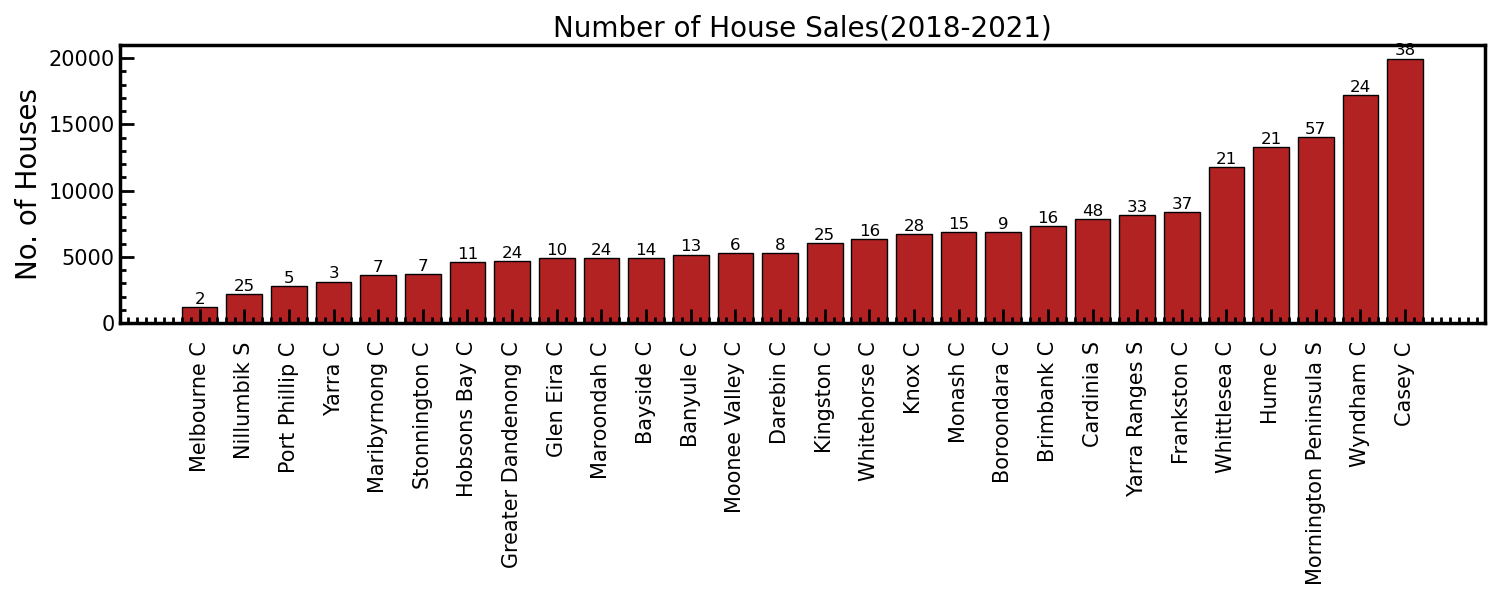 Number of House Sales(2018-2021)
No. of Houses
20000
15000
10000
5000
0
2
25
5
3
7
7
11
24
10
24
14
13
6
8
25
16
28
15
9
16
48
33
37
21
21
57
24
38
Melbourne C
Nillumbik S
Port Phillip C
Yarra C
Maribyrnong C
Stonnington C
Hobsons Bay C
Greater Dandenong C
Glen Eira C
Maroondah C
Bayside C
Banyule C
Moonee Valley C
Darebin C
Kingston C
Whitehorse C
Knox C
Monash C
Boroondara C
Brimbank C
Cardinia S
Yarra Ranges S
Frankston C
Whittlesea C
Hume C
Mornington Peninsula S
Wyndham C
Casey C